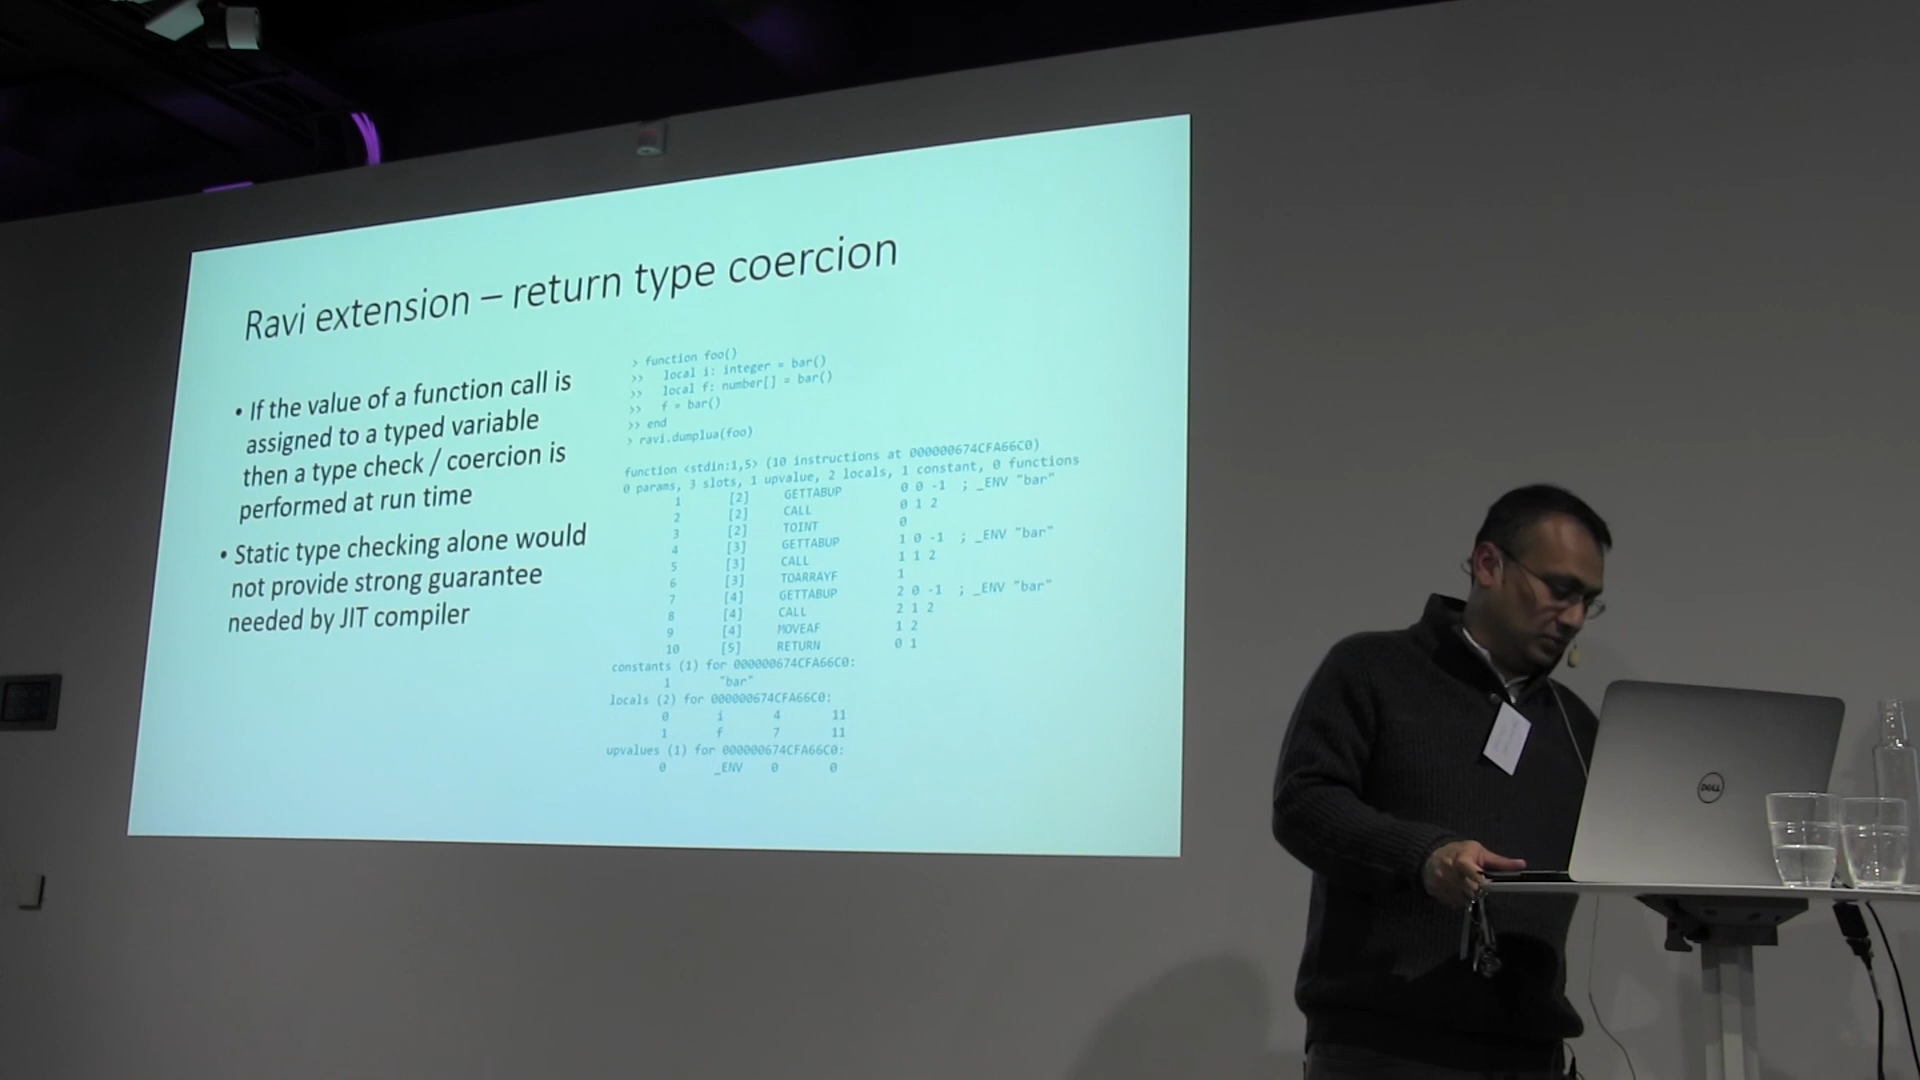 Ravi extension – return type coercion
• If the value of a function call is
assigned to a typed variable
then a type check / coercion is
performed at run time
• Static type checking alone would
not provide strong guarantee
needed by JIT compiler
> function foo()
>> local i: integer = bar()
>> local f: number[] = bar()
>> f = bar()
>> end
> ravi.dumplua(foo)
function <stdin:1,5> (10 instructions at 000000674CFA66C0)
0 params, 3 slots, 1 upvalue, 2 locals, 1 constant, 0 functions
1 [2] GETTABUP 0 0 -1 ; _ENV "bar"
2 [2] CALL 0 1 2
3 [2] TOINT 0
4 [3] GETTABUP 1 0 -1 ; _ENV "bar"
5 [3] CALL 1 1 2
6 [3] TOARRAYF 1
7 [4] GETTABUP 2 0 -1 ; _ENV "bar"
8 [4] CALL 2 1 2
9 [4] MOVEAF 1 2
10 [5] RETURN 0 1
constants (1) for 000000674CFA66C0:
1 "bar"
locals (2) for 000000674CFA66C0:
0 i 4 11
1 f 7 11
upvalues (1) for 000000674CFA66C0:
0 _ENV 0 0
DELL